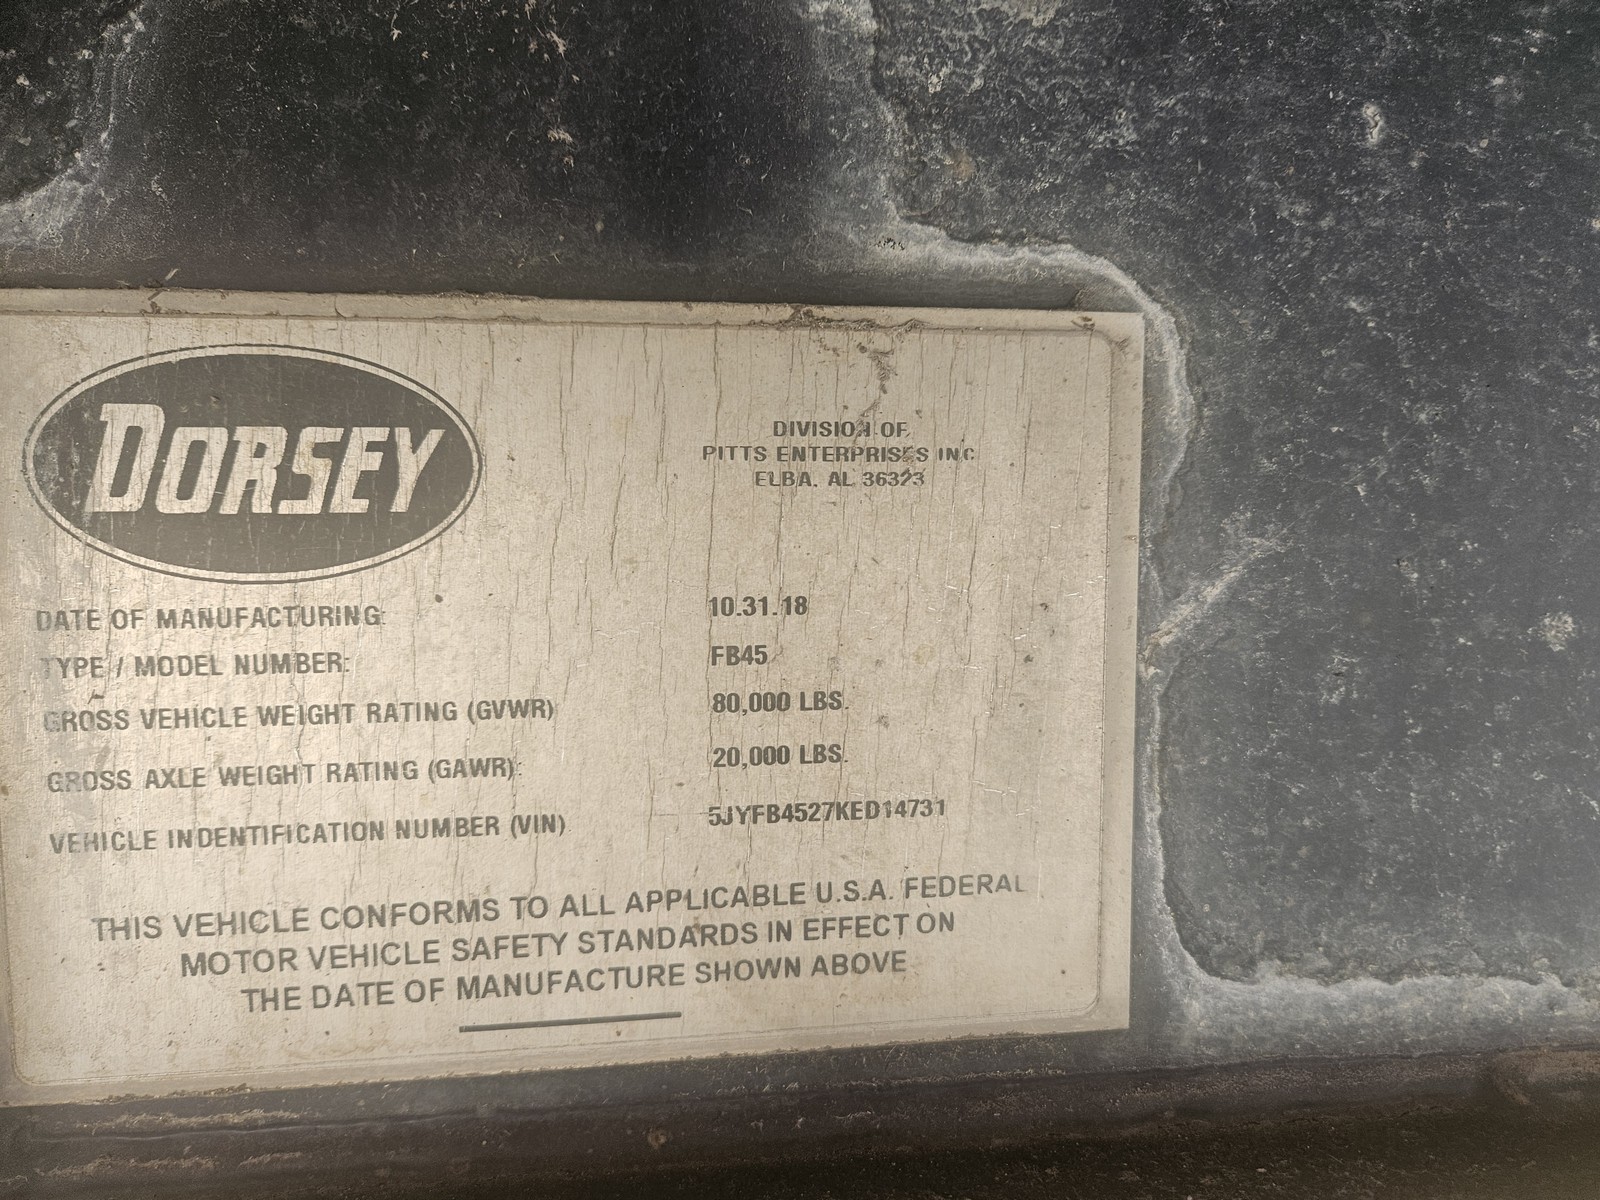 DORSEY
DIVISION OF
PITTS ENTERPRISES INC
ELBA, AL 36323
DATE OF MANUFACTURING: 10.31.18
TYPE / MODEL NUMBER: FB45
GROSS VEHICLE WEIGHT RATING (GVWR) 80,000 LBS.
GROSS AXLE WEIGHT RATING (GAWR): 20,000 LBS.
VEHICLE INDENTIFICATION NUMBER (VIN) 5JYFB4527KED14731
THIS VEHICLE CONFORMS TO ALL APPLICABLE U.S.A. FEDERAL
MOTOR VEHICLE SAFETY STANDARDS IN EFFECT ON
THE DATE OF MANUFACTURE SHOWN ABOVE